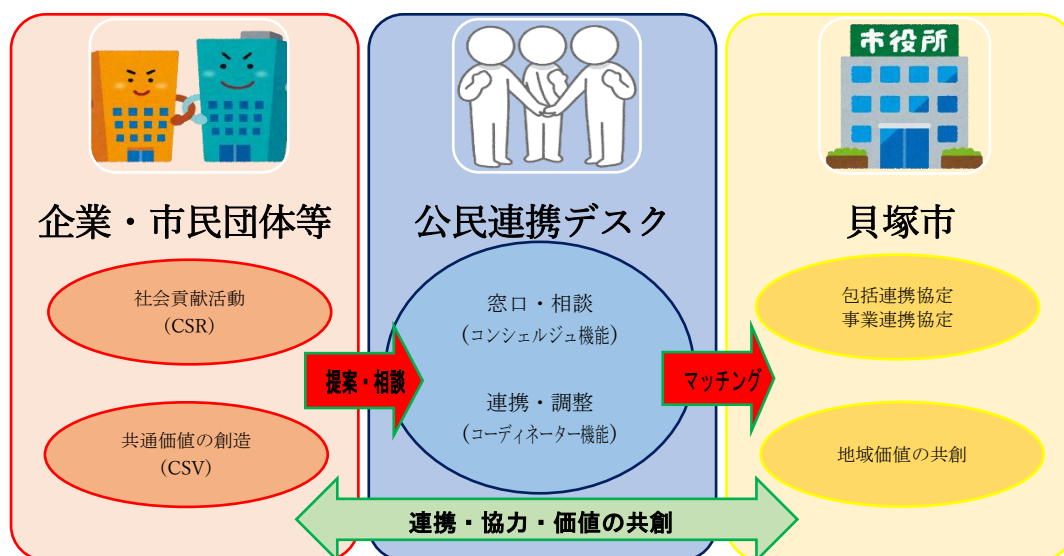 市役所
企業・市民団体等
公民連携デスク
貝塚市
社会貢献活動
(CSR)
共通価値の創造
(CSV)
提案・相談
窓口・相談
(コンシェルジュ機能)
連携・調整
(コーディネーター機能)
マッチング
包括連携協定
事業連携協定
地域価値の共創
連携・協力・価値の共創